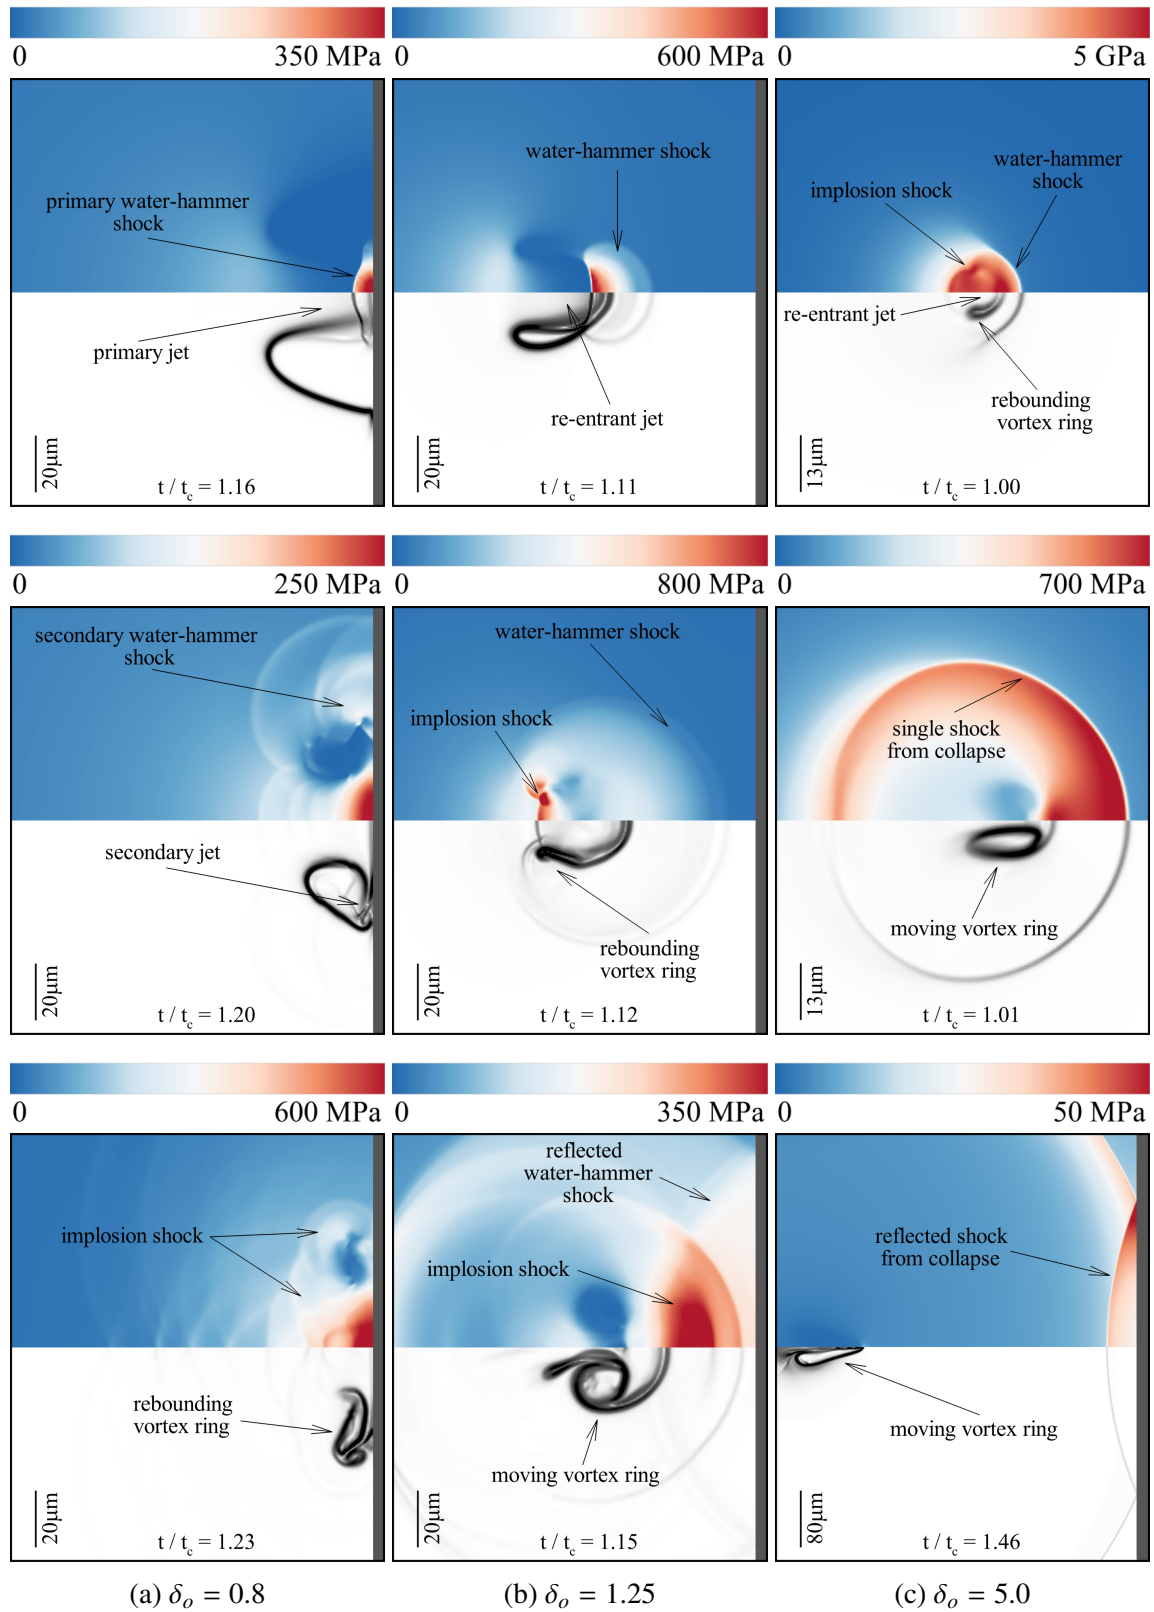 0 350 MPa
0 600 MPa
0 5 GPa
primary water-hammer
shock
primary jet
20μm
t / tc = 1.16
water-hammer shock
re-entrant jet
20μm
t / tc = 1.11
implosion shock
water-hammer
shock
re-entrant jet
rebounding
vortex ring
13μm
t / tc = 1.00
0 250 MPa
0 800 MPa
0 700 MPa
secondary water-hammer
shock
secondary jet
20μm
t / tc = 1.20
water-hammer shock
implosion shock
rebounding
vortex ring
20μm
t / tc = 1.12
single shock
from collapse
moving vortex ring
13μm
t / tc = 1.01
0 600 MPa
0 350 MPa
0 50 MPa
implosion shock
rebounding
vortex ring
20μm
t / tc = 1.23
reflected
water-hammer
shock
implosion shock
moving vortex ring
20μm
t / tc = 1.15
reflected shock
from collapse
moving vortex ring
80μm
t / tc = 1.46
(a) δo = 0.8
(b) δo = 1.25
(c) δo = 5.0